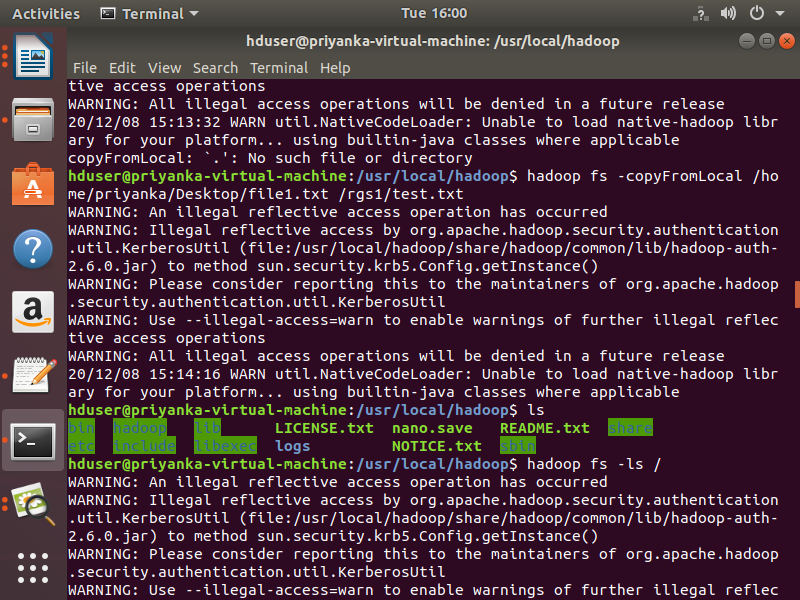 Activities Terminal Tue 16:00
hduser@priyanka-virtual-machine: /usr/local/hadoop
File Edit View Search Terminal Help
tive access operations
WARNING: All illegal access operations will be denied in a future release
20/12/08 15:13:32 WARN util.NativeCodeLoader: Unable to load native-hadoop libr
ary for your platform... using builtin-java classes where applicable
copyFromLocal: `.': No such file or directory
hduser@priyanka-virtual-machine:/usr/local/hadoop$ hadoop fs -copyFromLocal /ho
me/priyanka/Desktop/file1.txt /rgs1/test.txt
WARNING: An illegal reflective access operation has occurred
WARNING: Illegal reflective access by org.apache.hadoop.security.authentication
.util.KerberosUtil (file:/usr/local/hadoop/share/hadoop/common/lib/hadoop-auth-
2.6.0.jar) to method sun.security.krb5.Config.getInstance()
WARNING: Please consider reporting this to the maintainers of org.apache.hadoop
.security.authentication.util.KerberosUtil
WARNING: Use --illegal-access=warn to enable warnings of further illegal reflec
tive access operations
WARNING: All illegal access operations will be denied in a future release
20/12/08 15:14:16 WARN util.NativeCodeLoader: Unable to load native-hadoop libr
ary for your platform... using builtin-java classes where applicable
hduser@priyanka-virtual-machine:/usr/local/hadoop$ ls
bin hadoop lib LICENSE.txt nano.save README.txt share
etc include libexec logs NOTICE.txt sbin
hduser@priyanka-virtual-machine:/usr/local/hadoop$ hadoop fs -ls /
WARNING: An illegal reflective access operation has occurred
WARNING: Illegal reflective access by org.apache.hadoop.security.authentication
.util.KerberosUtil (file:/usr/local/hadoop/share/hadoop/common/lib/hadoop-auth-
2.6.0.jar) to method sun.security.krb5.Config.getInstance()
WARNING: Please consider reporting this to the maintainers of org.apache.hadoop
.security.authentication.util.KerberosUtil
WARNING: Use --illegal-access=warn to enable warnings of further illegal reflec